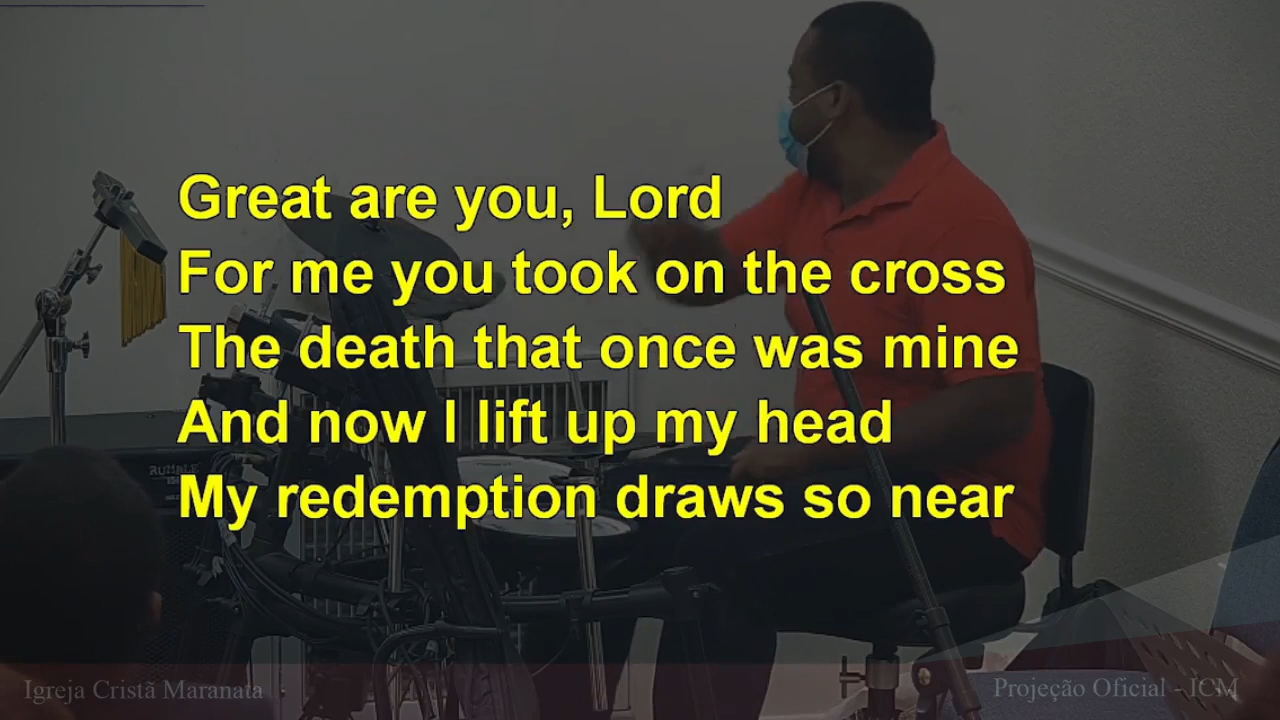 Great are you, Lord
For me you took on the cross
The death that once was mine
And now I lift up my head
My redemption draws so near
RUMBLE
Igreja Cristã Maranata
Projeção Oficial - ICM